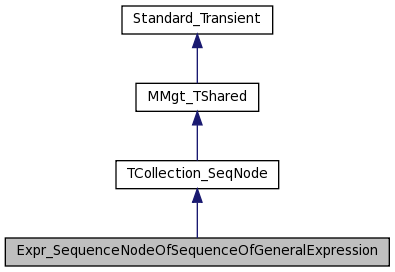 Standard_Transient
MMgt_TShared
TCollection_SeqNode
Expr_SequenceNodeOfSequenceOfGeneralExpression